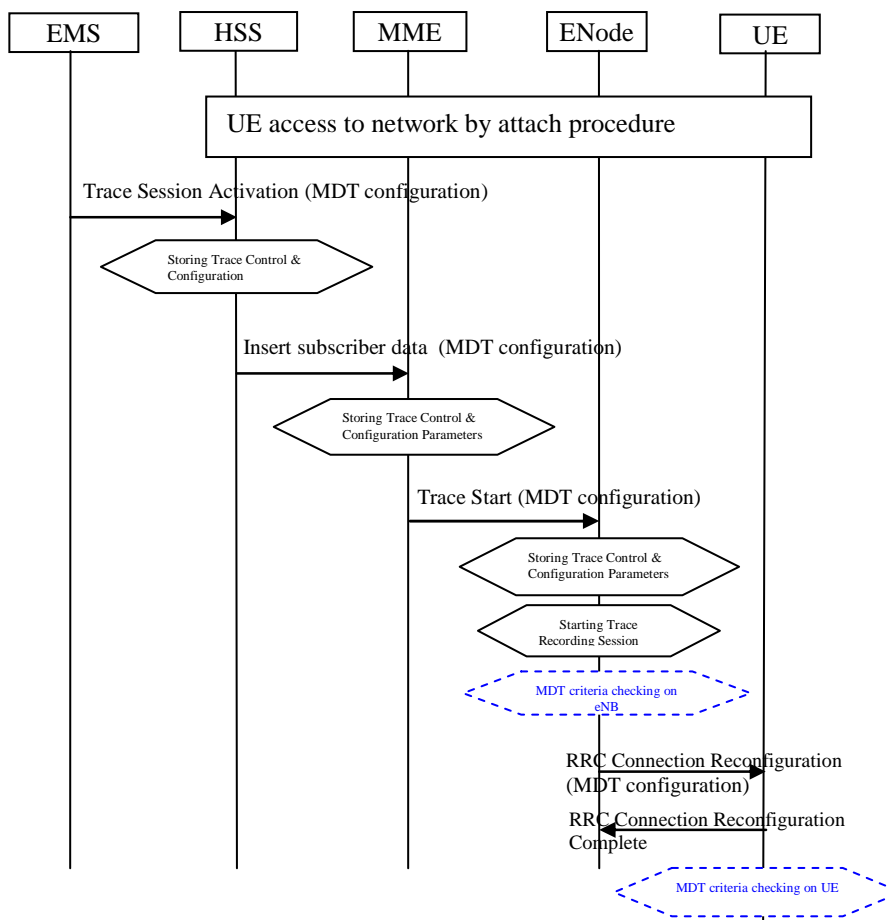 EMS
HSS
MME
ENode
UE
UE access to network by attach procedure
Trace Session Activation (MDT configuration)
Storing Trace Control &
Configuration
Insert subscriber data (MDT configuration)
Storing Trace Control &
Configuration Parameters
Trace Start (MDT configuration)
Storing Trace Control &
Configuration Parameters
Starting Trace
Recording Session
MDT criteria checking on
eNB
RRC Connection Reconfiguration
(MDT configuration)
RRC Connection Reconfiguration
Complete
MDT criteria checking on UE